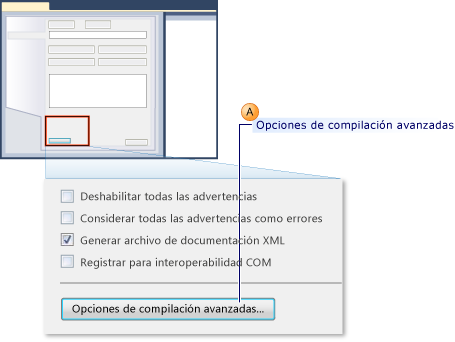 A
Opciones de compilación avanzadas
Deshabilitar todas las advertencias
Considerar todas las advertencias como errores
Generar archivo de documentación XML
Registrar para interoperabilidad COM
Opciones de compilación avanzadas...